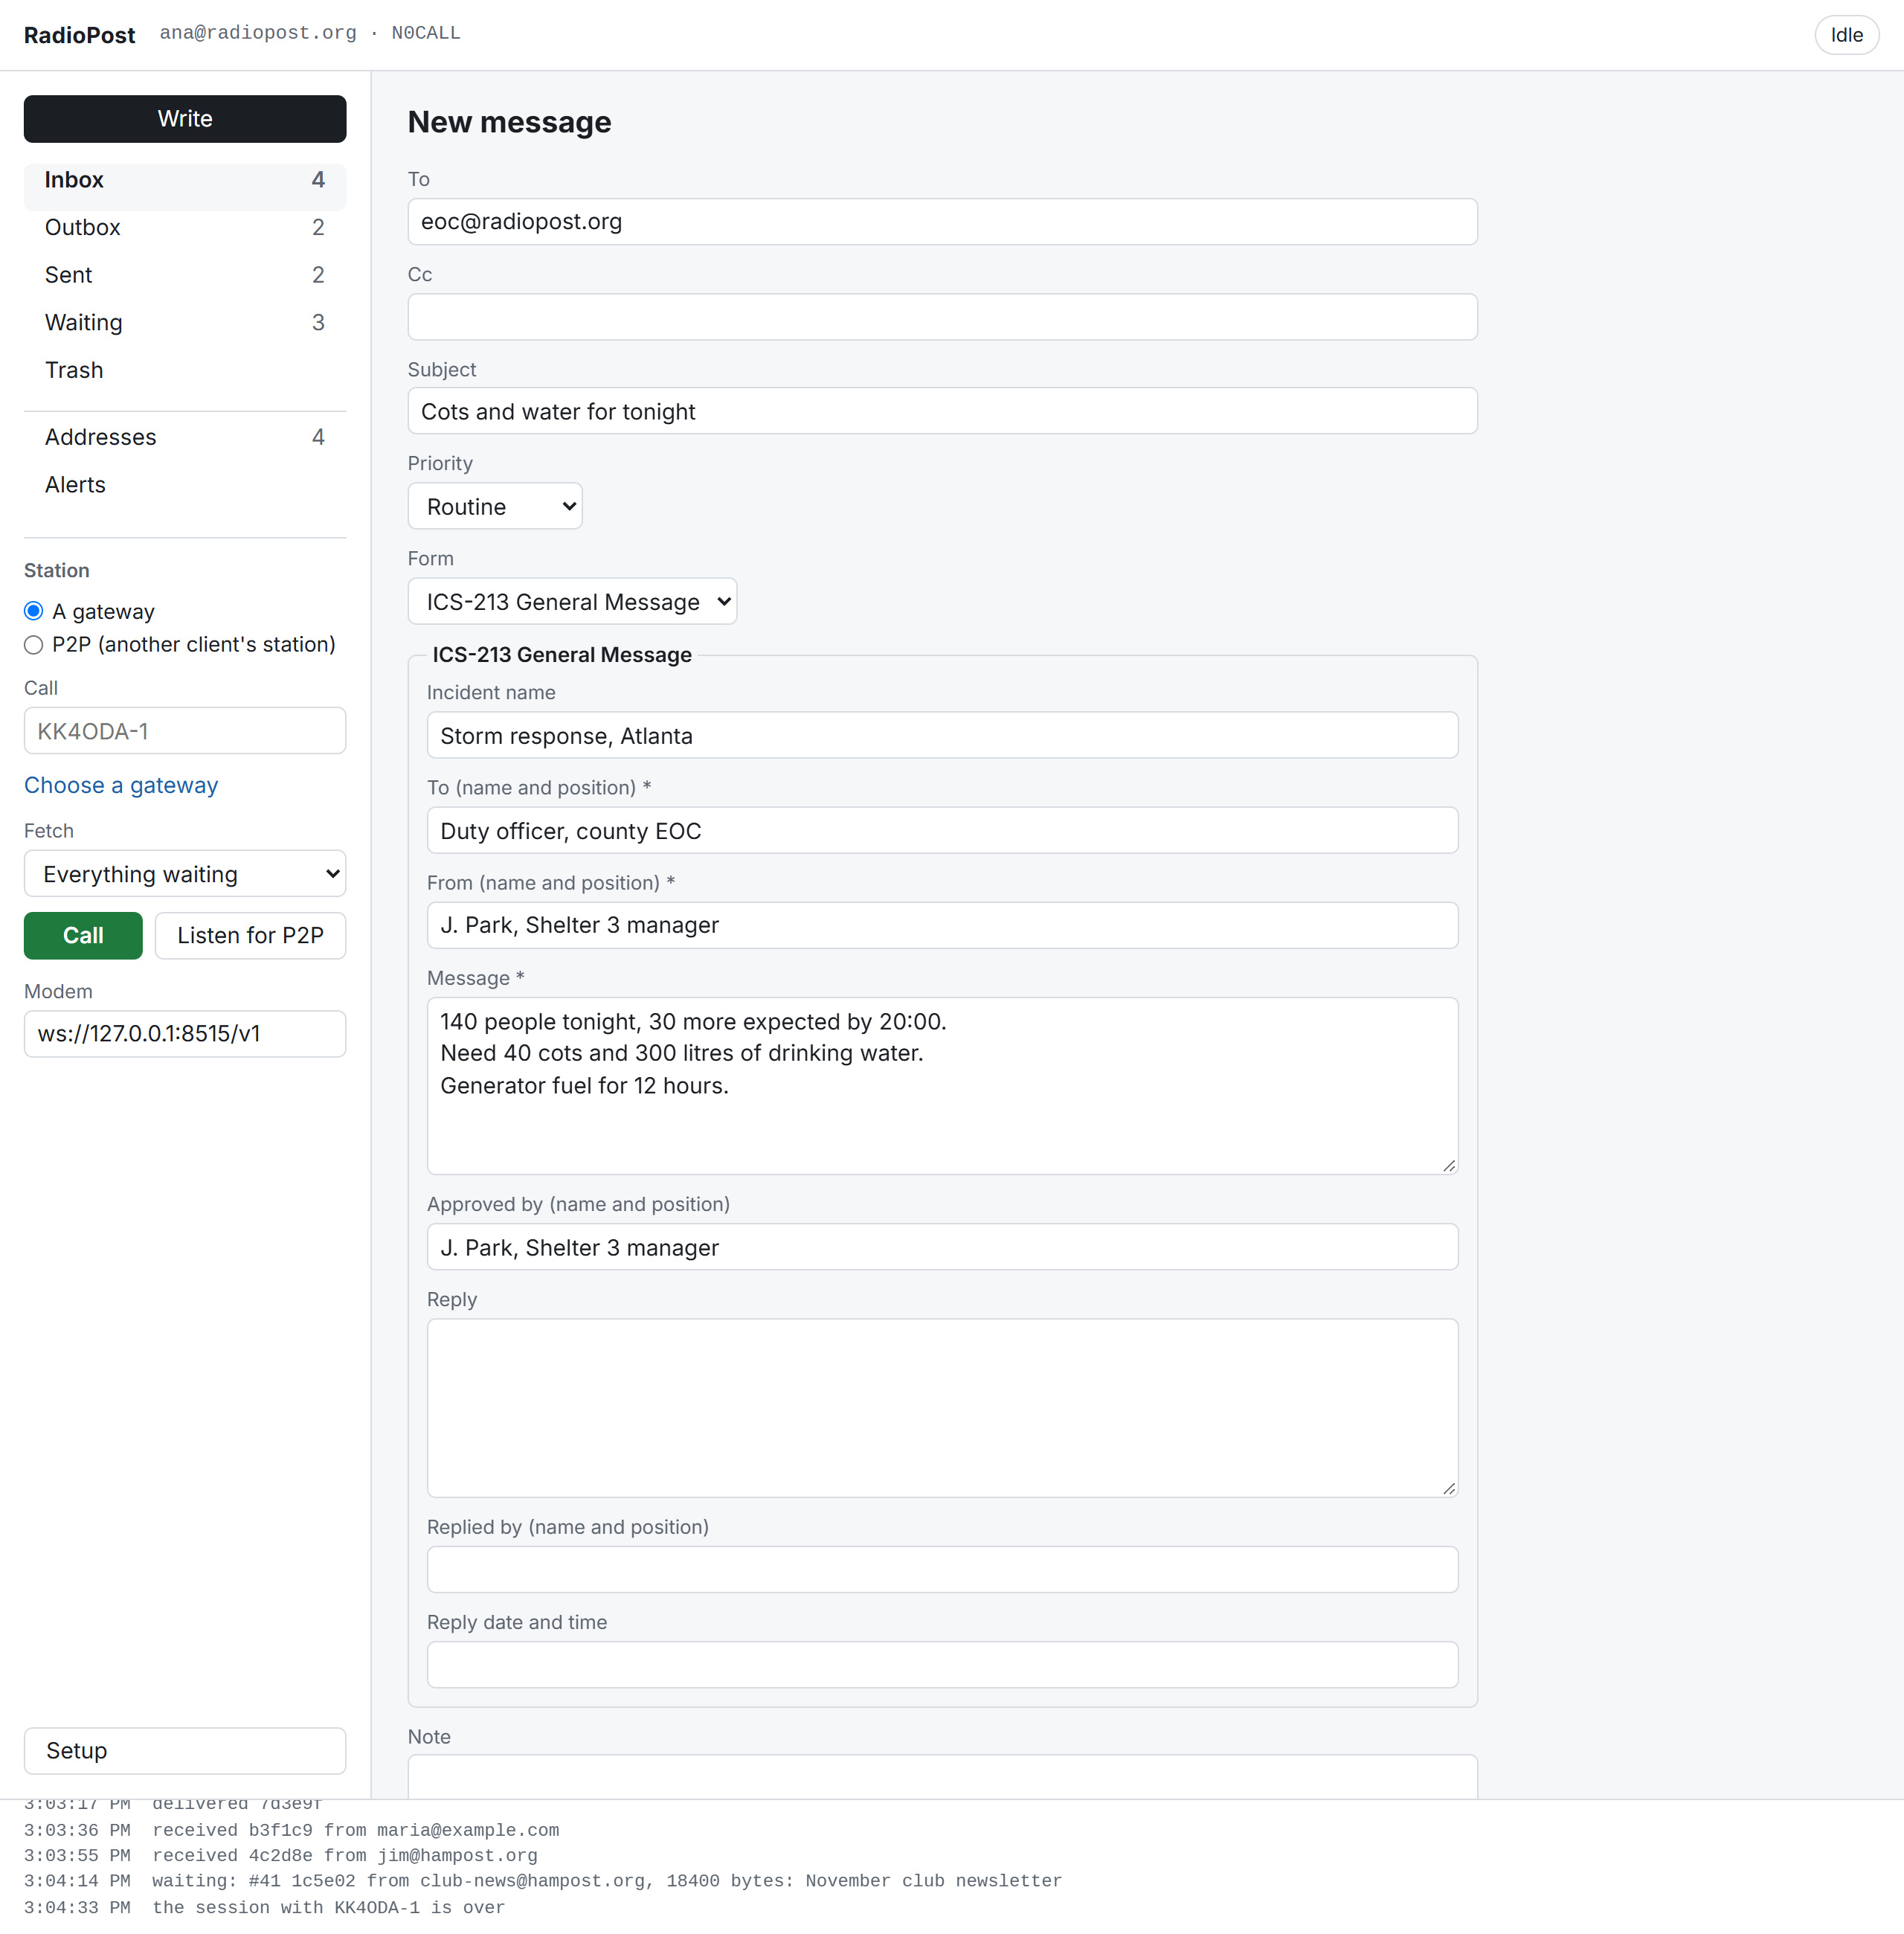 RadioPost ana@radiopost.org · N0CALL
Idle
Write
Inbox 4
Outbox 2
Sent 2
Waiting 3
Trash
Addresses 4
Alerts
Station
A gateway
P2P (another client's station)
Call
KK4ODA-1
Choose a gateway
Fetch
Everything waiting
Call
Listen for P2P
Modem
ws://127.0.0.1:8515/v1
Setup
New message
To
eoc@radiopost.org
Cc
Subject
Cots and water for tonight
Priority
Routine
Form
ICS-213 General Message
ICS-213 General Message
Incident name
Storm response, Atlanta
To (name and position) *
Duty officer, county EOC
From (name and position) *
J. Park, Shelter 3 manager
Message *
140 people tonight, 30 more expected by 20:00.
Need 40 cots and 300 litres of drinking water.
Generator fuel for 12 hours.
Approved by (name and position)
J. Park, Shelter 3 manager
Reply
Replied by (name and position)
Reply date and time
Note
3:03:17 PM delivered 7d3e9f
3:03:36 PM received b3f1c9 from maria@example.com
3:03:55 PM received 4c2d8e from jim@hampost.org
3:04:14 PM waiting: #41 1c5e02 from club-news@hampost.org, 18400 bytes: November club newsletter
3:04:33 PM the session with KK4ODA-1 is over